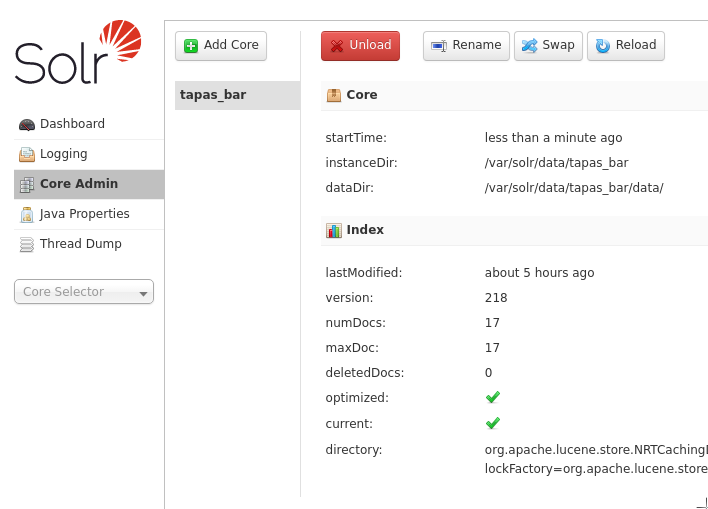 Solr
Dashboard
Logging
Core Admin
Java Properties
Thread Dump
Core Selector
Add Core
tapas_bar
Unload
Rename
Swap
Reload
Core
startTime: less than a minute ago
instanceDir: /var/solr/data/tapas_bar
dataDir: /var/solr/data/tapas_bar/data/
Index
lastModified: about 5 hours ago
version: 218
numDocs: 17
maxDoc: 17
deletedDocs: 0
optimized:
current:
directory: org.apache.lucene.store.NRTCaching
lockFactory=org.apache.lucene.store